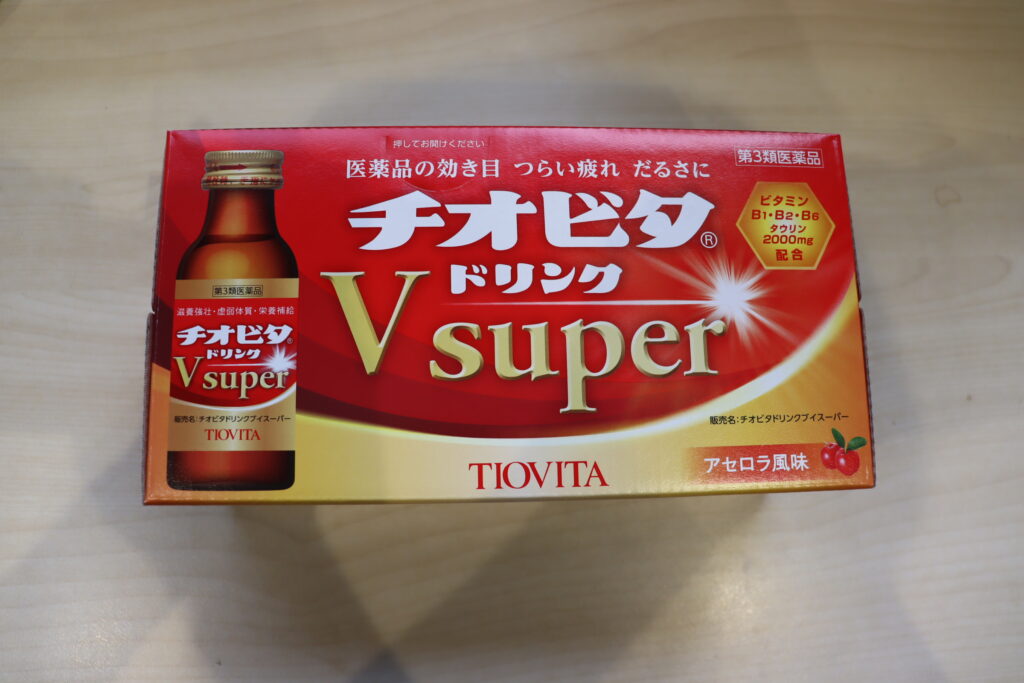 押してお開けください
医薬品の効き目 つらい疲れ だるさに
第3類医薬品
チオビタ®
ドリンク
V super
ビタミン
B1・B2・B6
タウリン
2000mg
配合
販売名：チオビタドリンクブイスーパー
アセロラ風味
TIOVITA
第3類医薬品
滋養強壮・虚弱体質・栄養補給
チオビタ®
ドリンク
V super
販売名：チオビタドリンクブイスーパー
TIOVITA